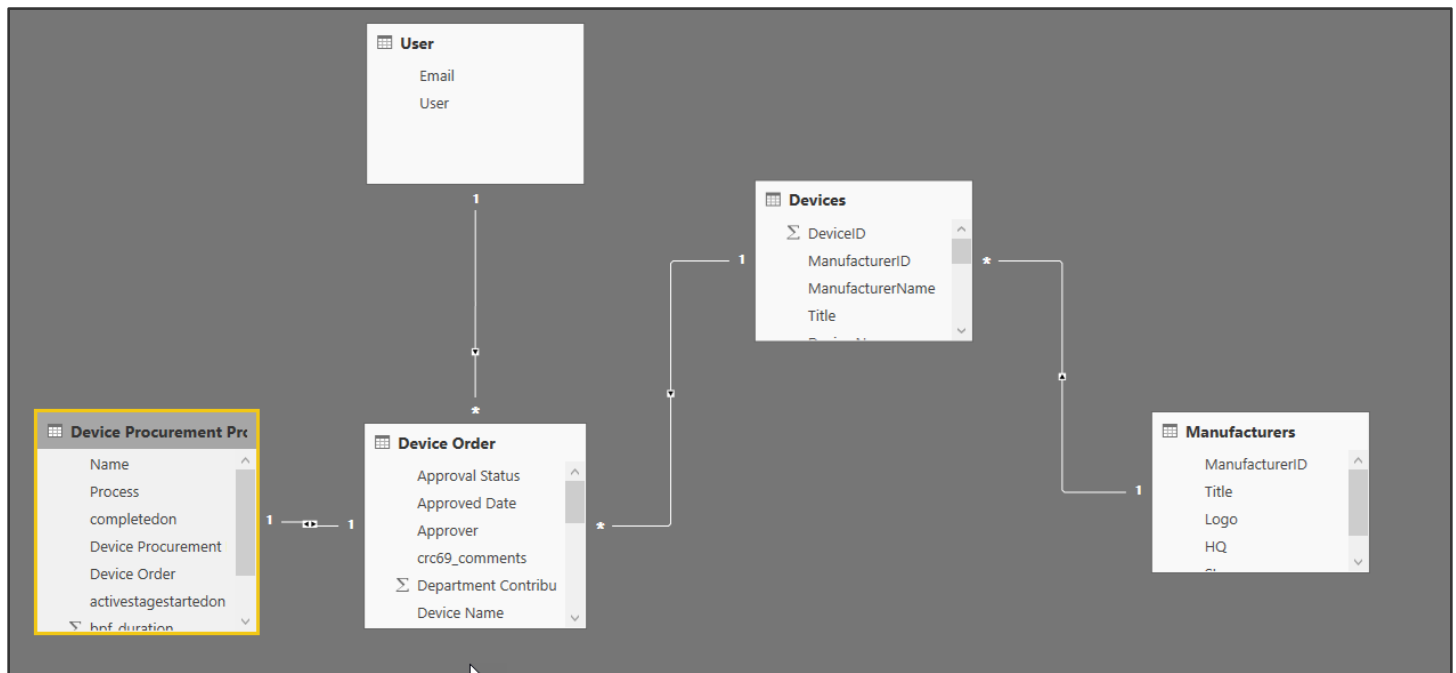 User
Email
User
1
*
Devices
Σ DeviceID
ManufacturerID
ManufacturerName
Title
1
*
Device Procurement Prc
Name
Process
completedon
Device Procurement
Device Order
activestagestartedon
Σ bpf_duration
1
1
Device Order
Approval Status
Approved Date
Approver
crc69_comments
Σ Department Contribu
Device Name
*
Manufacturers
ManufacturerID
Title
Logo
HQ
1